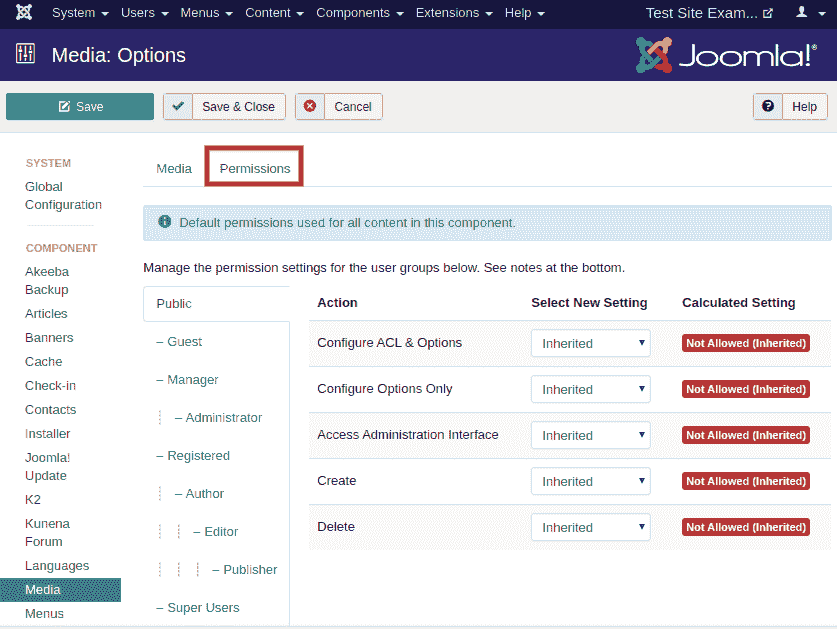 System Users Menus Content Components Extensions Help Test Site Exam...
Media: Options Joomla!®
Save Save & Close Cancel Help
SYSTEM
Global
Configuration
COMPONENT
Akeeba
Backup
Articles
Banners
Cache
Check-in
Contacts
Installer
Joomla!
Update
K2
Kunena
Forum
Languages
Media
Menus
Media Permissions
Default permissions used for all content in this component.
Manage the permission settings for the user groups below. See notes at the bottom.
Public
– Guest
– Manager
– Administrator
– Registered
– Author
– Editor
– Publisher
– Super Users
Action Select New Setting Calculated Setting
Configure ACL & Options Inherited Not Allowed (Inherited)
Configure Options Only Inherited Not Allowed (Inherited)
Access Administration Interface Inherited Not Allowed (Inherited)
Create Inherited Not Allowed (Inherited)
Delete Inherited Not Allowed (Inherited)